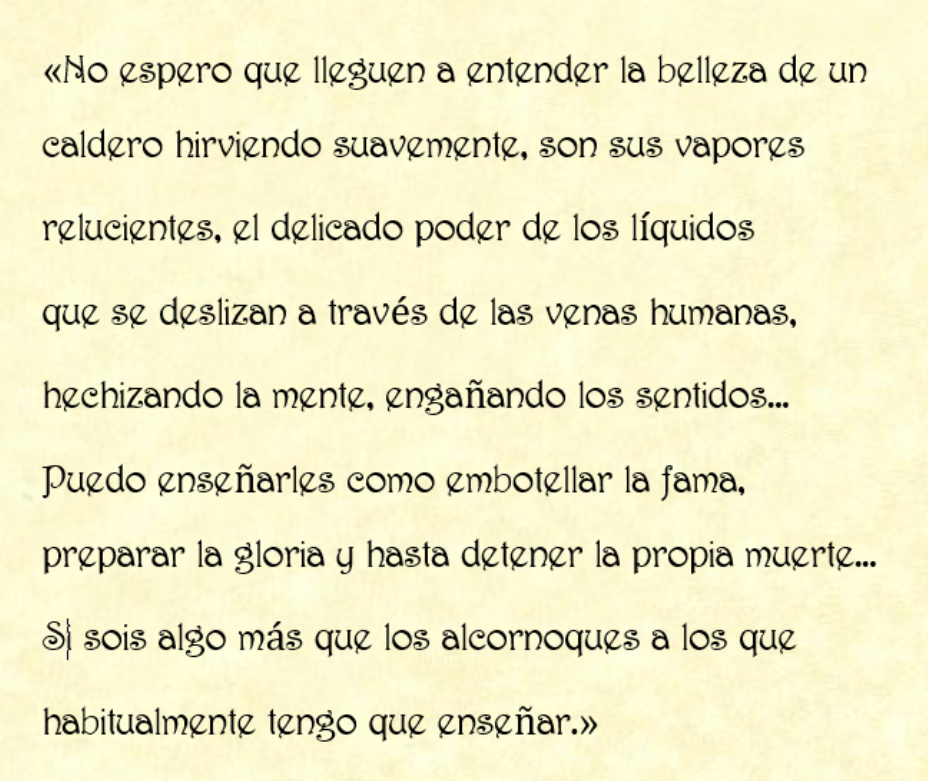 «No espero que lleguen a entender la belleza de un
caldero hirviendo suavemente, son sus vapores
relucientes, el delicado poder de los líquidos
que se deslizan a través de las venas humanas,
hechizando la mente, engañando los sentidos...
Puedo enseñarles como embotellar la fama,
preparar la gloria y hasta detener la propia muerte...
Si sois algo más que los alcornoques a los que
habitualmente tengo que enseñar.»